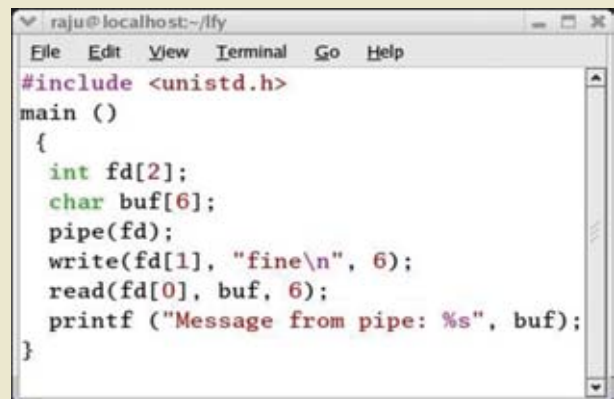 raju@localhost:~/lfy
File Edit View Terminal Go Help
#include <unistd.h>
main ()
{
int fd[2];
char buf[6];
pipe(fd);
write(fd[1], "fine\n", 6);
read(fd[0], buf, 6);
printf ("Message from pipe: %s", buf);
}